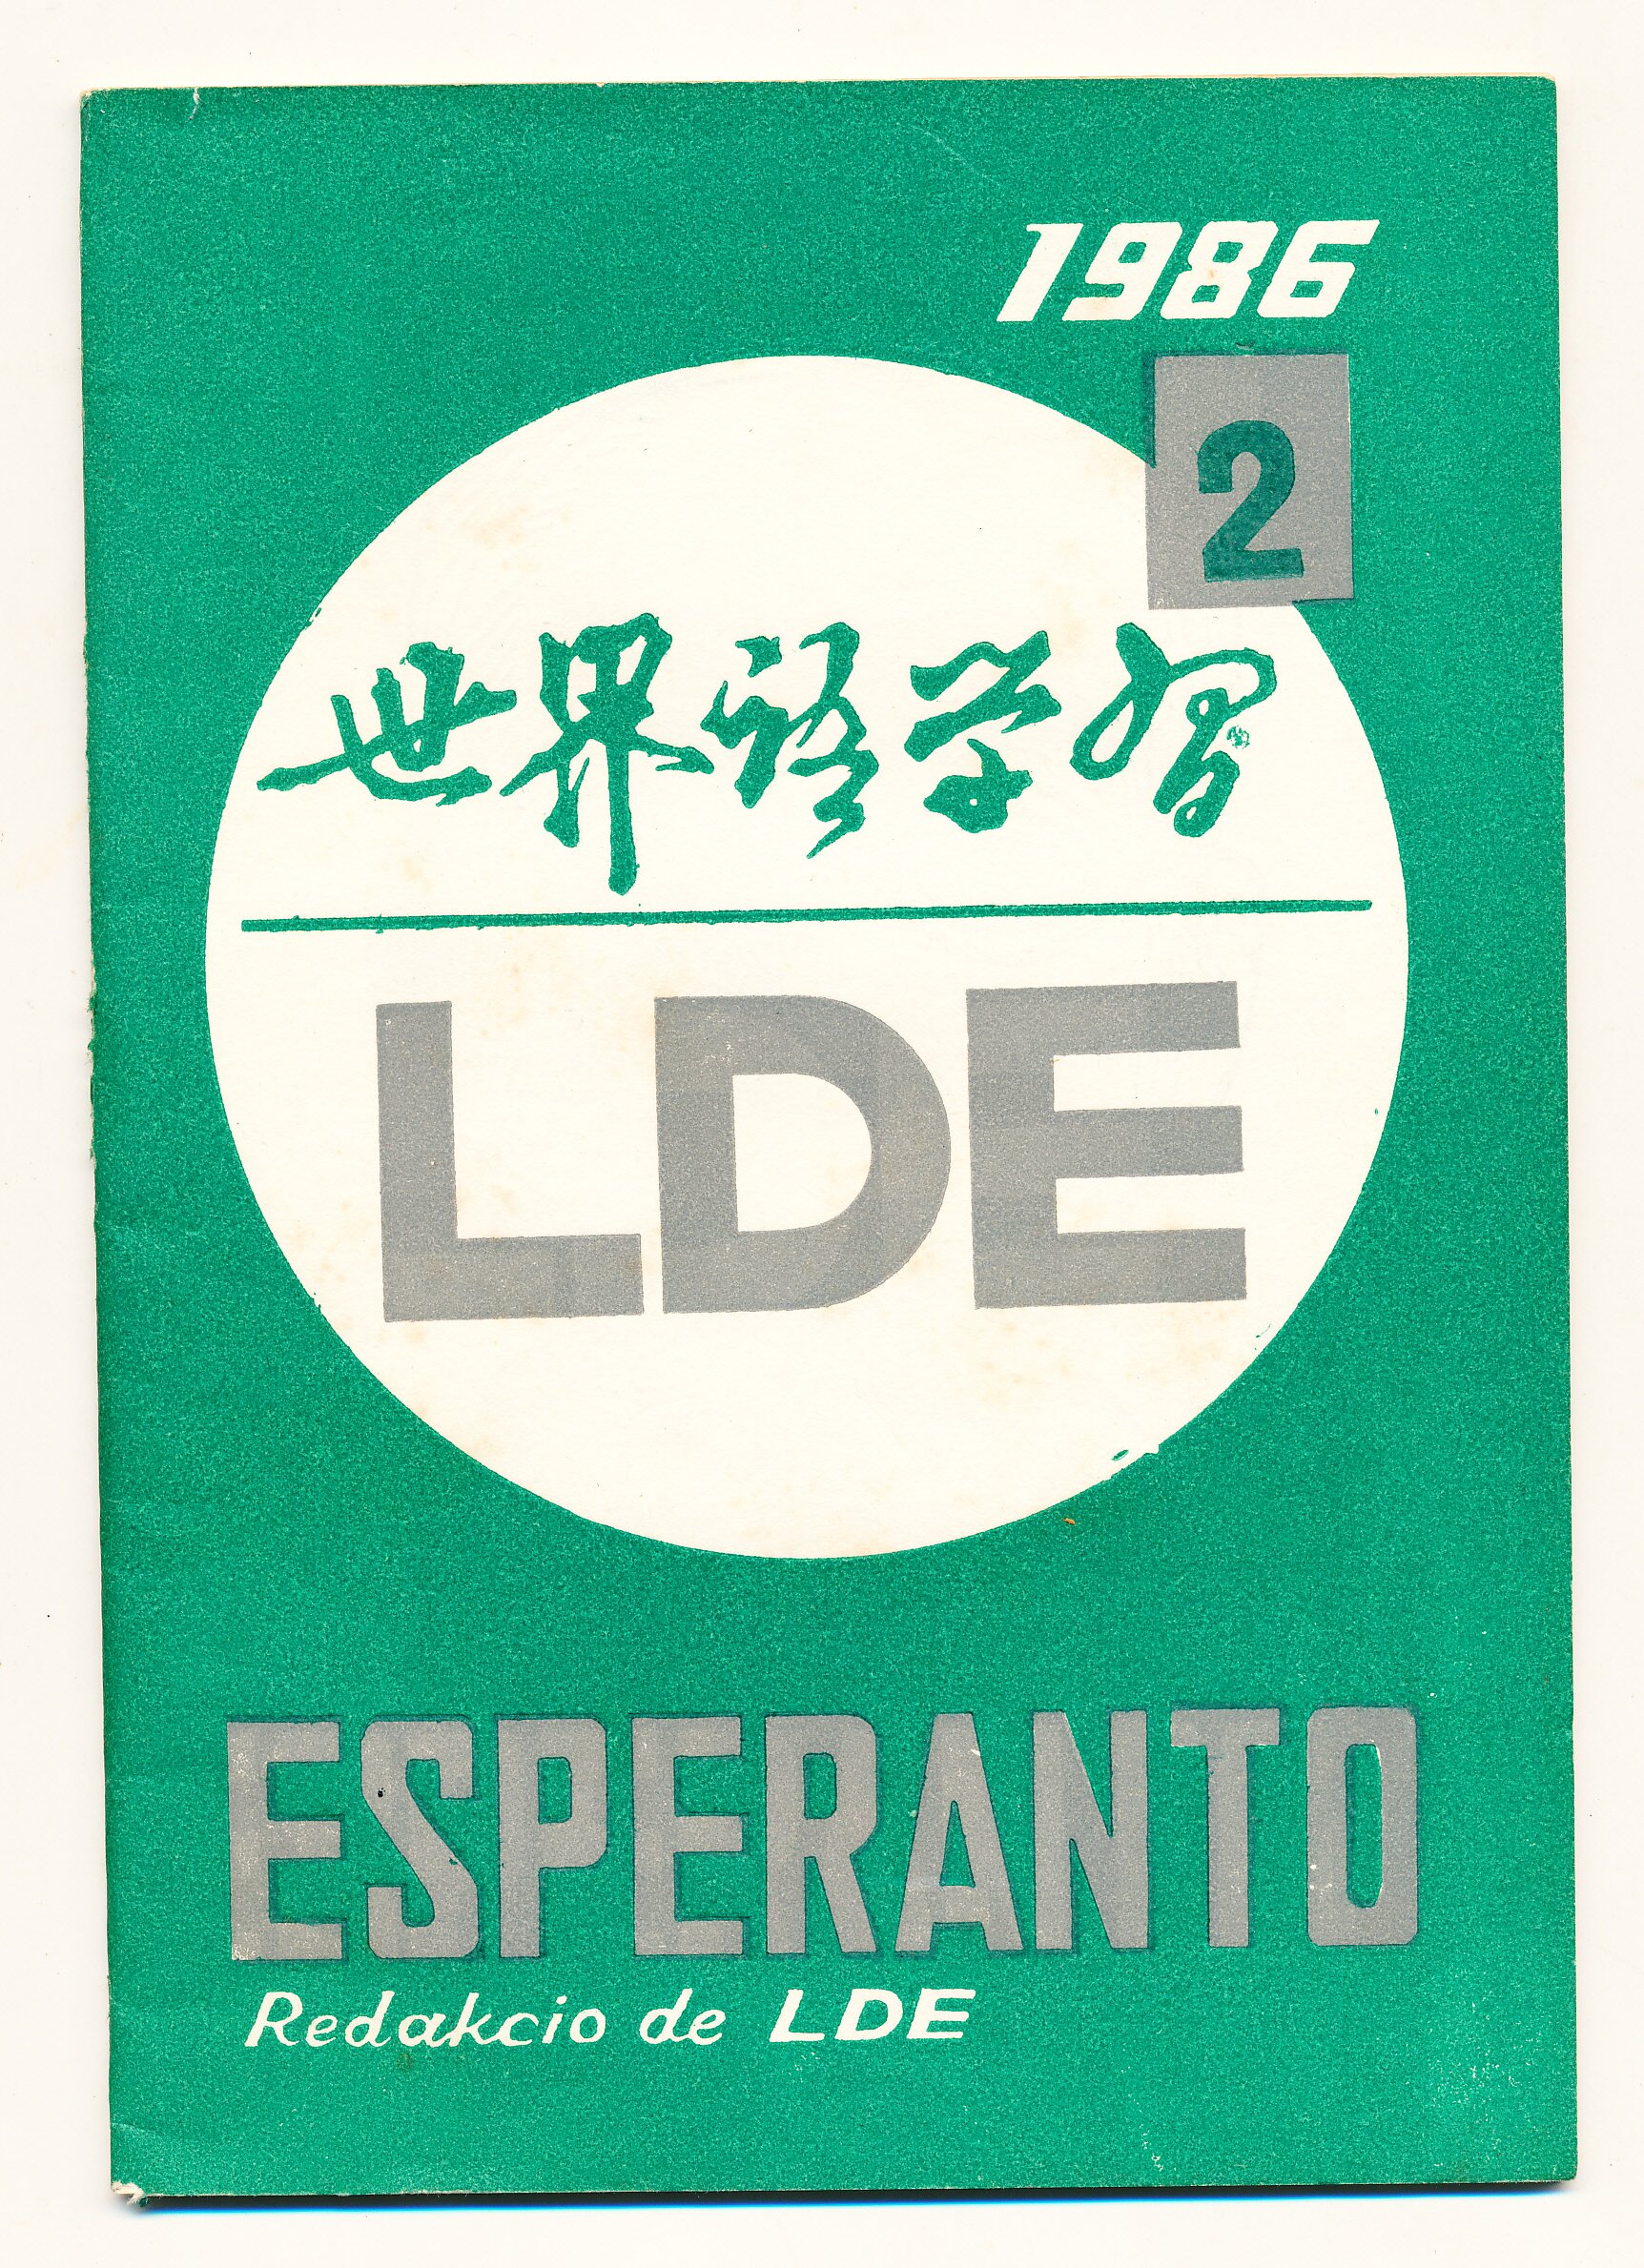 1986
2
世界语学习
LDE
ESPERANTO
Redakcio de LDE